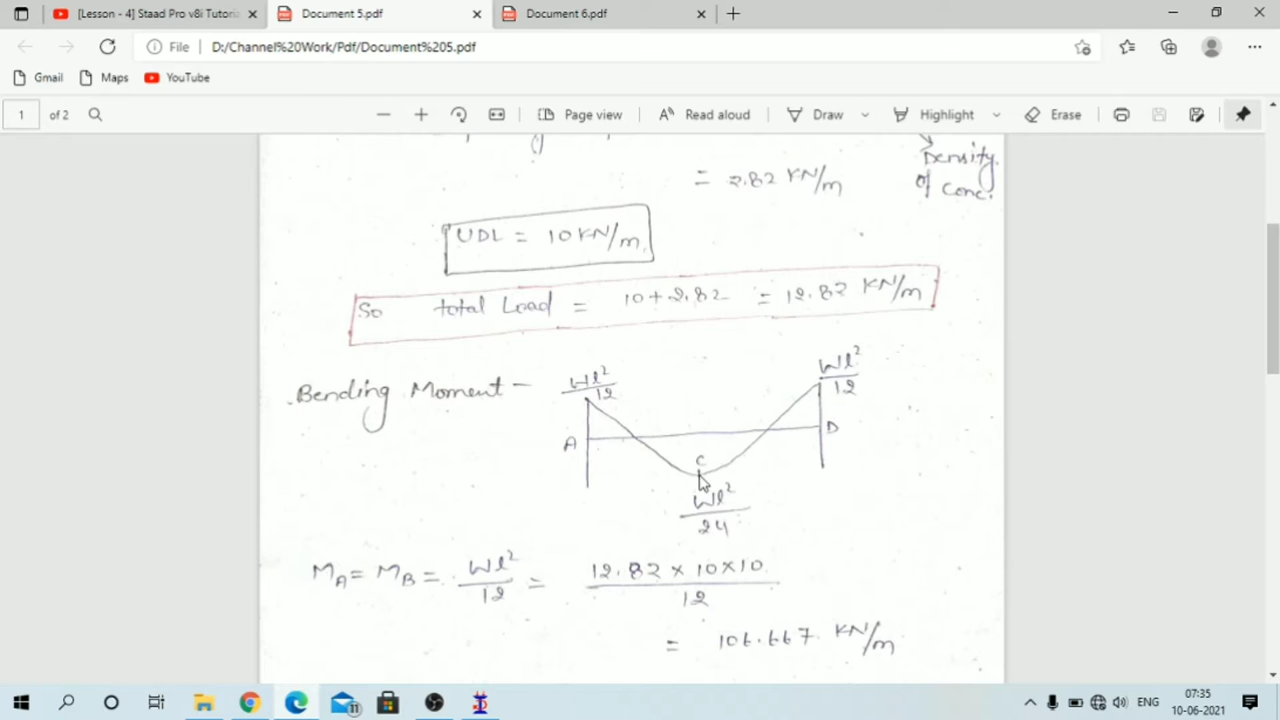 [Lesson - 4] Staad Pro v8i Tutoria
Document 5.pdf
Document 6.pdf
File
D:/Channel%20Work/Pdf/Document%205.pdf
Gmail
Maps
YouTube
1
of 2
Page view
Read aloud
Draw
Highlight
Erase
Density
= 2.82 KN/m
of Conc.
UDL = 10 KN/m.
So total Load = 10+2.82 = 12.82 KN/m
Bending Moment –
Wl²/12
Wl²/12
A
B
C
Wl²/24
MA = MB = Wl²/12 = 12.82 × 10 × 10 / 12
= 106.667 KN/m
11
ENG
07:35
10-06-2021